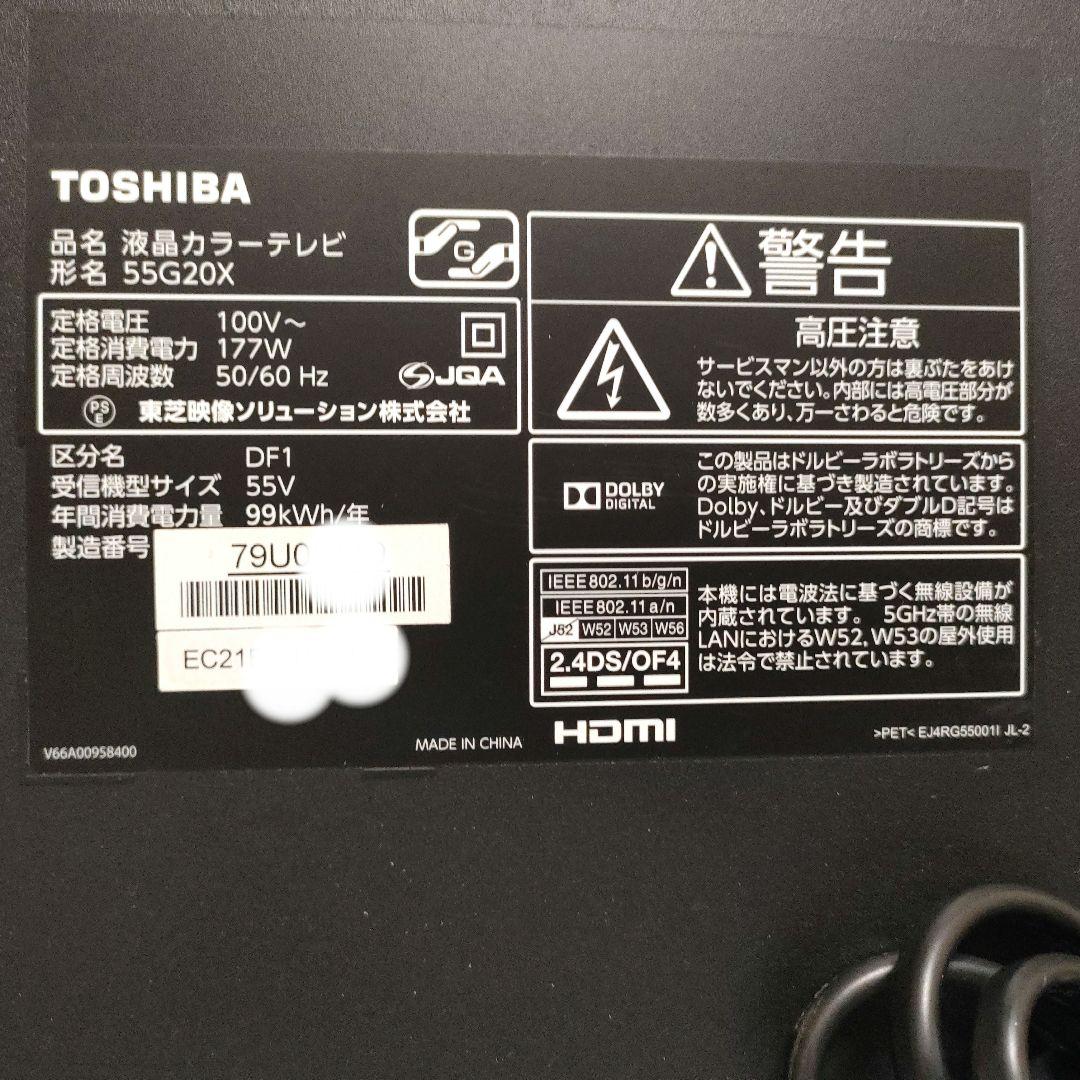 TOSHIBA
品名 液晶カラーテレビ
形名 55G20X
G
定格電圧 100V～
定格消費電力 177W
定格周波数 50/60 Hz
JQA
PS
E
東芝映像ソリューション株式会社
区分名 DF1
受信機型サイズ 55V
年間消費電力量 99kWh/年
製造番号
79U0
EC21
V66A00958400
MADE IN CHINA
警告
高圧注意
サービスマン以外の方は裏ぶたをあけ
ないでください。内部には高電圧部分が
数多くあり、万一さわると危険です。
DOLBY
DIGITAL
この製品はドルビーラボラトリーズから
の実施権に基づき製造されています。
Dolby、ドルビー及びダブルD記号は
ドルビーラボラトリーズの商標です。
IEEE802.11b/g/n
IEEE802.11a/n
J52 W52 W53 W56
2.4DS/OF4
本機には電波法に基づく無線設備が
内蔵されています。 5GHz帯の無線
LANにおけるW52、W53の屋外使用
は法令で禁止されています。
HDMI
>PET< EJ4RG55001I JL-2